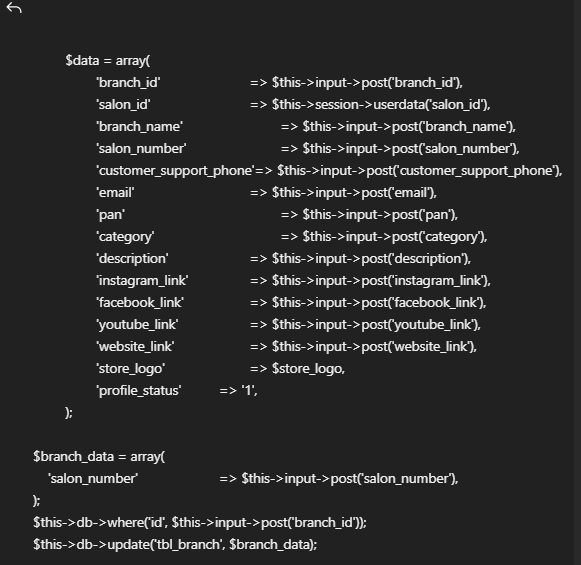 $data = array(
'branch_id' => $this->input->post('branch_id'),
'salon_id' => $this->session->userdata('salon_id'),
'branch_name' => $this->input->post('branch_name'),
'salon_number' => $this->input->post('salon_number'),
'customer_support_phone'=> $this->input->post('customer_support_phone'),
'email' => $this->input->post('email'),
'pan' => $this->input->post('pan'),
'category' => $this->input->post('category'),
'description' => $this->input->post('description'),
'instagram_link' => $this->input->post('instagram_link'),
'facebook_link' => $this->input->post('facebook_link'),
'youtube_link' => $this->input->post('youtube_link'),
'website_link' => $this->input->post('website_link'),
'store_logo' => $store_logo,
'profile_status' => '1',
);
$branch_data = array(
'salon_number' => $this->input->post('salon_number'),
);
$this->db->where('id', $this->input->post('branch_id'));
$this->db->update('tbl_branch', $branch_data);